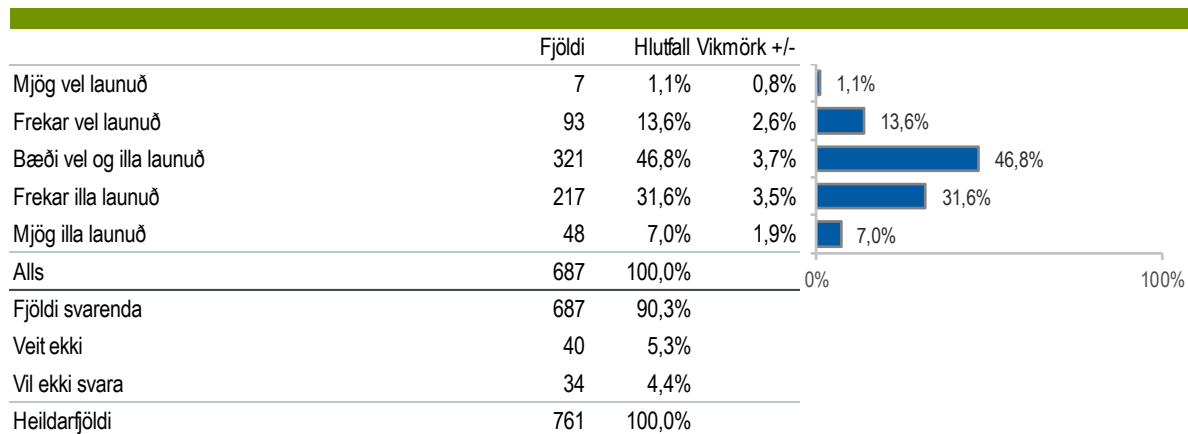 Fjöldi Hlutfall Vikmörk +/-
Mjög vel launuð 7 1,1% 0,8% 1,1%
Frekar vel launuð 93 13,6% 2,6% 13,6%
Bæði vel og illa launuð 321 46,8% 3,7% 46,8%
Frekar illa launuð 217 31,6% 3,5% 31,6%
Mjög illa launuð 48 7,0% 1,9% 7,0%
Alls 687 100,0% 0% 100%
Fjöldi svarenda 687 90,3%
Veit ekki 40 5,3%
Vil ekki svara 34 4,4%
Heildarfjöldi 761 100,0%